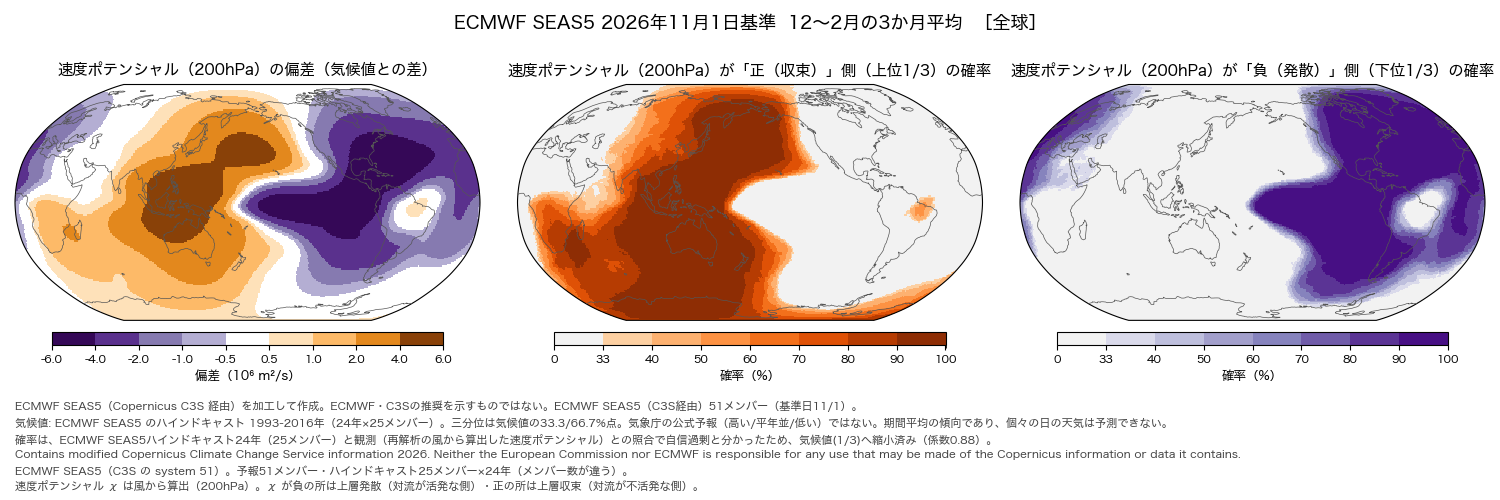 ECMWF SEAS5 2026年11月1日基準 12～2月の3か月平均 ［全球］
速度ポテンシャル（200hPa）の偏差（気候値との差）
速度ポテンシャル（200hPa）が「正（収束）」側（上位1/3）の確率
速度ポテンシャル（200hPa）が「負（発散）」側（下位1/3）の確率
-6.0 -4.0 -2.0 -1.0 -0.5 0.5 1.0 2.0 4.0 6.0
偏差（10⁶ m²/s）
0 33 40 50 60 70 80 90 100
確率（%）
0 33 40 50 60 70 80 90 100
確率（%）
ECMWF SEAS5（Copernicus C3S 経由）を加工して作成。ECMWF・C3Sの推奨を示すものではない。ECMWF SEAS5（C3S経由）51メンバー（基準日11/1）。
気候値: ECMWF SEAS5 のハインドキャスト 1993-2016年（24年×25メンバー）。三分位は気候値の33.3/66.7%点。気象庁の公式予報（高い/平年並/低い）ではない。期間平均の傾向であり、個々の日の天気は予測できない。
確率は、ECMWF SEAS5ハインドキャスト24年（25メンバー）と観測（再解析の風から算出した速度ポテンシャル）との照合で自信過剰と分かったため、気候値(1/3)へ縮小済み（係数0.88）。
Contains modified Copernicus Climate Change Service information 2026. Neither the European Commission nor ECMWF is responsible for any use that may be made of the Copernicus information or data it contains.
ECMWF SEAS5（C3S の system 51）。予報51メンバー・ハインドキャスト25メンバー×24年（メンバー数が違う）。
速度ポテンシャル χ は風から算出（200hPa）。χ が負の所は上層発散（対流が活発な側）・正の所は上層収束（対流が不活発な側）。